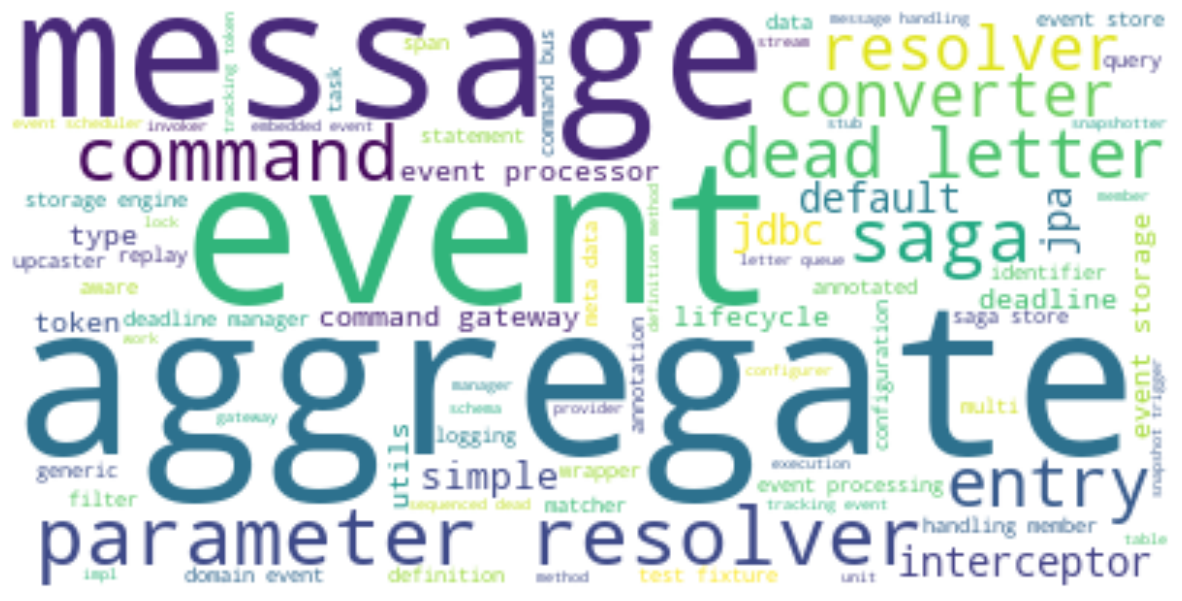 message
data
message handling
event store
span
stream
resolver
query
tracking token
task
command bus
converter
event scheduler
invoker
embedded event
statement
stub
snapshotter
command
event processor
dead letter
storage engine
default
jpa
member
lock
type
event
meta data
definition method
jdbc
saga
upcaster
replay
letter queue
identifier
event storage
aware
annotated
deadline
token
deadline manager
command gateway
lifecycle
saga store
work
aggregate
annotation
configuration
manager
configurer
snapshot trigger
schema
provider
multi
gateway
logging
utils
generic
simple
wrapper
execution
entry
event processing
filter
sequenced dead
matcher
tracking event
parameter resolver
handling member
table
interceptor
impl
domain event
definition
method
test fixture
unit